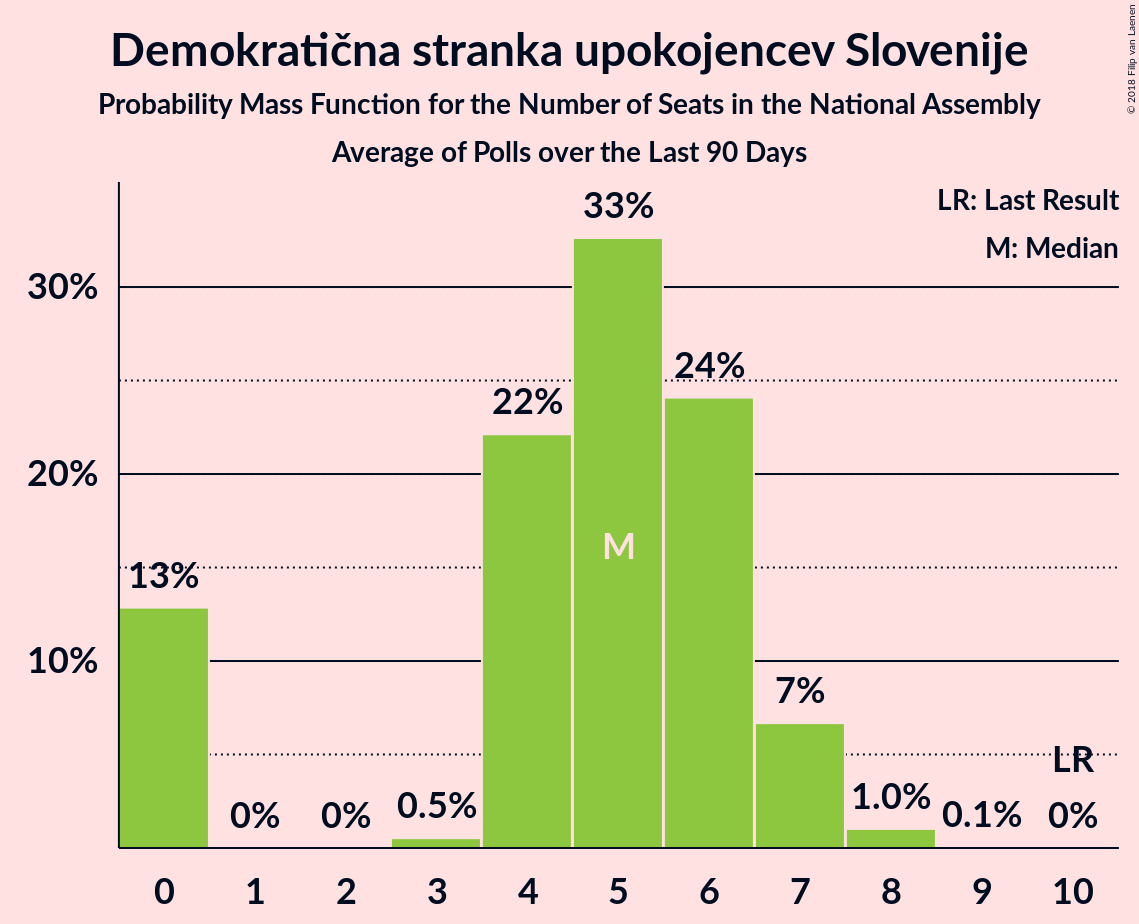 Demokratična stranka upokojencev Slovenije
Probability Mass Function for the Number of Seats in the National Assembly
Average of Polls over the Last 90 Days
© 2018 Filip van Laenen
LR: Last Result
M: Median
30%
20%
10%
13%
0%
0%
0.5%
22%
33%
M
24%
7%
1.0%
0.1%
LR
0%
0 1 2 3 4 5 6 7 8 9 10